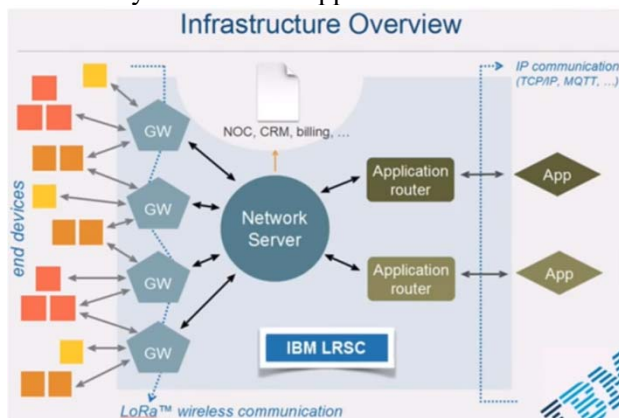 Infrastructure Overview
IP communication
(TCP/IP, MQTT, …)
NOC, CRM, billing, …
end devices
GW
GW
GW
GW
Network
Server
Application
router
App
Application
router
App
IBM LRSC
LoRa™ wireless communication
IBM